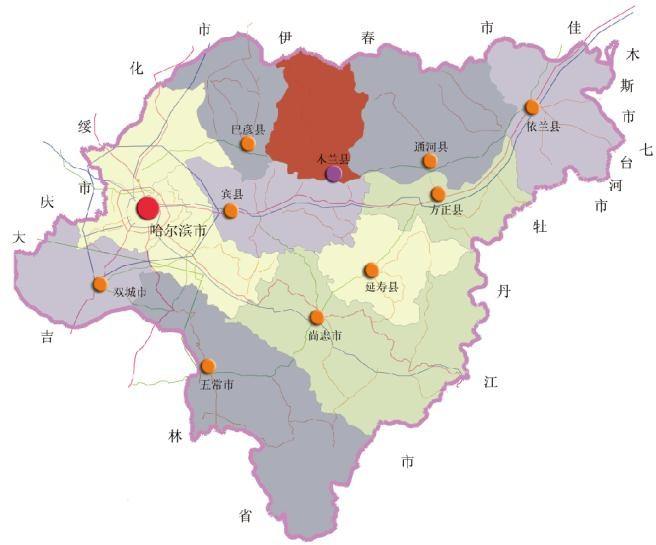 伊春市
佳木斯市
七台河市
牡丹江市
吉林省
大庆市
绥化市
巴彦县
木兰县
通河县
依兰县
宾县
方正县
哈尔滨市
延寿县
双城市
尚志市
五常市